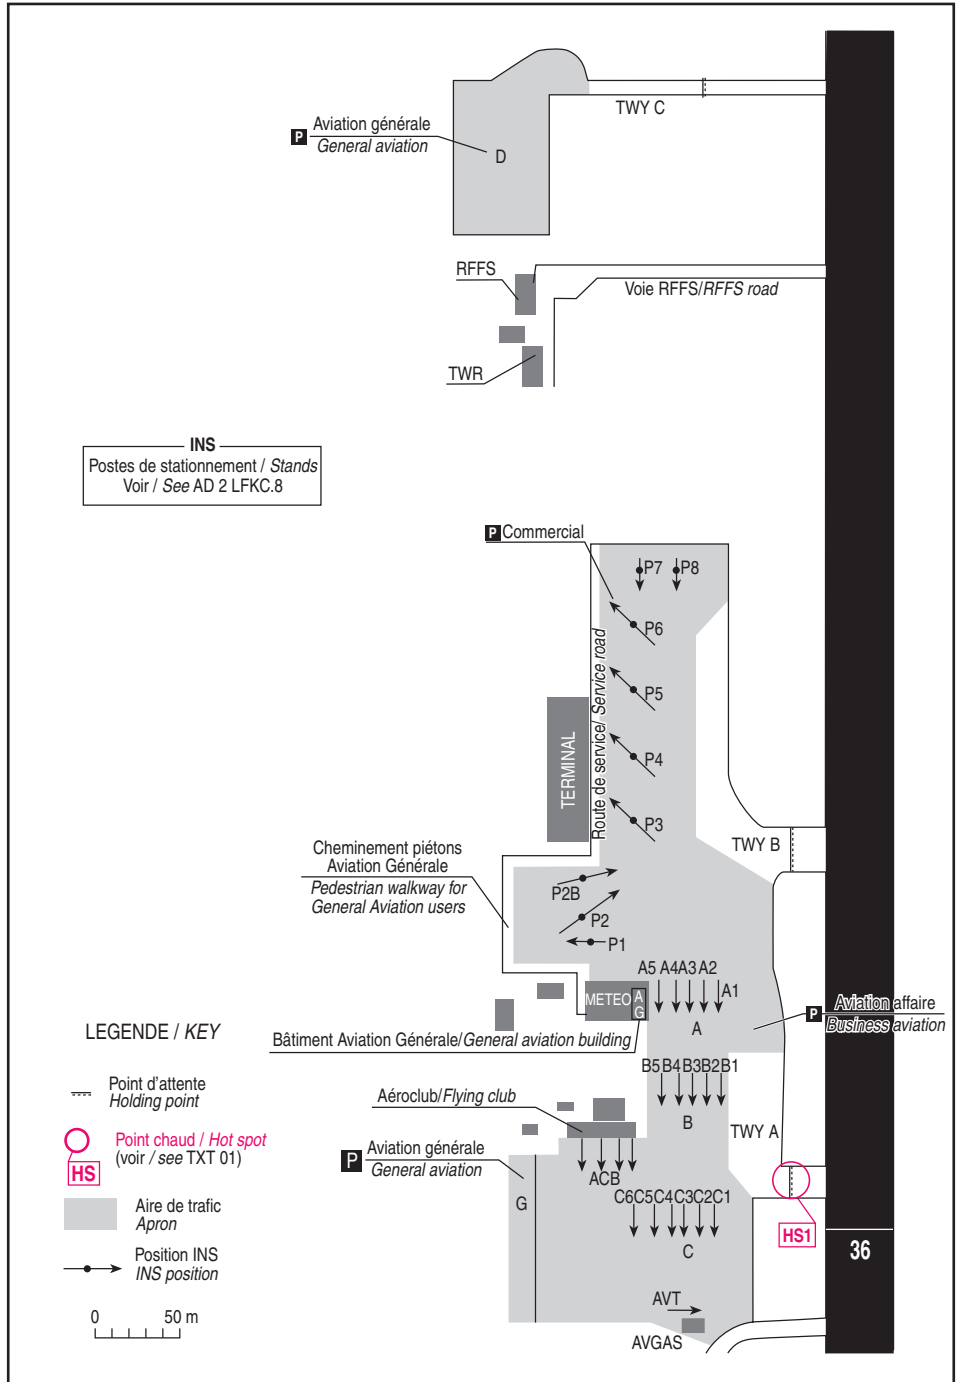 TWY C
P Aviation générale
General aviation
D
RFFS
Voie RFFS/RFFS road
TWR
INS
Postes de stationnement / Stands
Voir / See AD 2 LFKC.8
P Commercial
P7 P8
P6
P5
P4
P3
Route de service/ Service road
TERMINAL
TWY B
Cheminement piétons
Aviation Générale
Pedestrian walkway for
General Aviation users
P2B
P2
P1
A5 A4 A3 A2
A1
METEO
A
G
A
P Aviation affaire
Business aviation
Bâtiment Aviation Générale/General aviation building
B5 B4 B3 B2 B1
B
TWY A
Aéroclub/Flying club
ACB
P Aviation générale
General aviation
G
C6 C5 C4 C3 C2 C1
C
HS1
36
AVT
AVGAS
LEGENDE / KEY
Point d'attente
Holding point
Point chaud / Hot spot
(voir / see TXT 01)
HS
Aire de trafic
Apron
Position INS
INS position
0 50 m